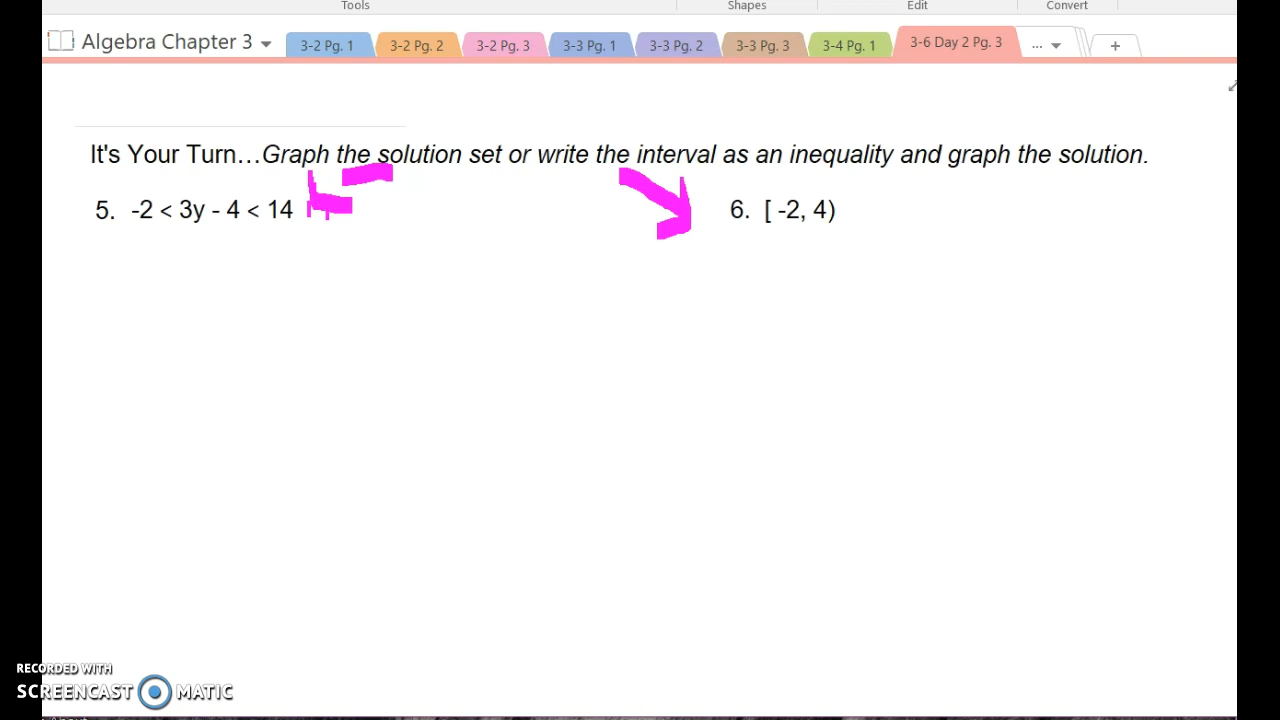 Tools Shapes Edit Convert
Algebra Chapter 3 3-2 Pg. 1 3-2 Pg. 2 3-2 Pg. 3 3-3 Pg. 1 3-3 Pg. 2 3-3 Pg. 3 3-4 Pg. 1 3-6 Day 2 Pg. 3 ... +
It's Your Turn…Graph the solution set or write the interval as an inequality and graph the solution.
5. -2 < 3y - 4 < 14 6. [ -2, 4)
RECORDED WITH
SCREENCAST MATIC